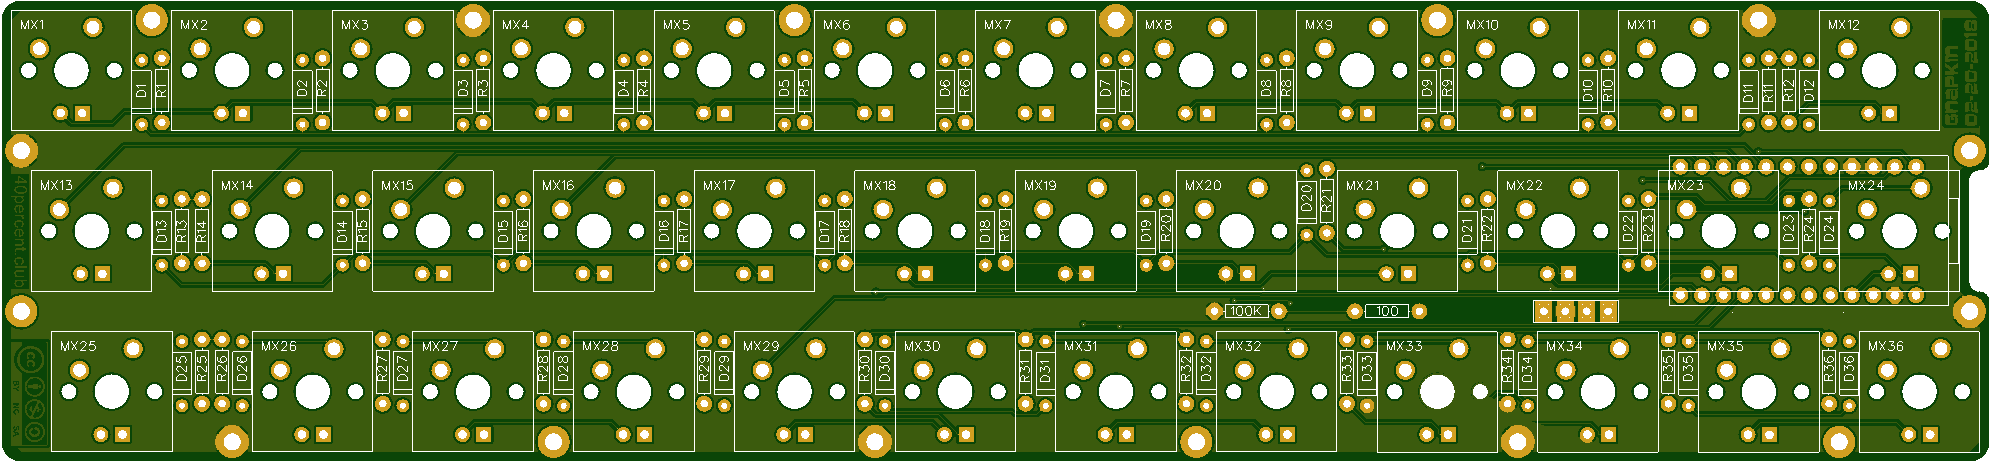 MX1 MX2 MX3 MX4 MX5 MX6 MX7 MX8 MX9 MX10 MX11 MX12
D1 R1 D2 R2 D3 R3 D4 R4 D5 R5 D6 R6 D7 R7 D8 R8 D9 R9 D10 R10 D11 R11 R12 D12
02-20-2018
MX13 MX14 MX15 MX16 MX17 MX18 MX19 MX20 MX21 MX22 MX23 MX24
D13 R13 R14 D14 R15 D15 R16 D16 R17 D17 R18 D18 R19 D19 R20 D20 R21 D21 R22 D22 R23 D23 R24 D24
40percent.club
100K 100
MX25 MX26 MX27 MX28 MX29 MX30 MX31 MX32 MX33 MX34 MX35 MX36
D25 R25 R26 D26 R27 D27 R28 D28 R29 D29 R30 D30 R31 D31 R32 D32 R33 D33 R34 D34 R35 D35 R36 D36
cc BY NC SA